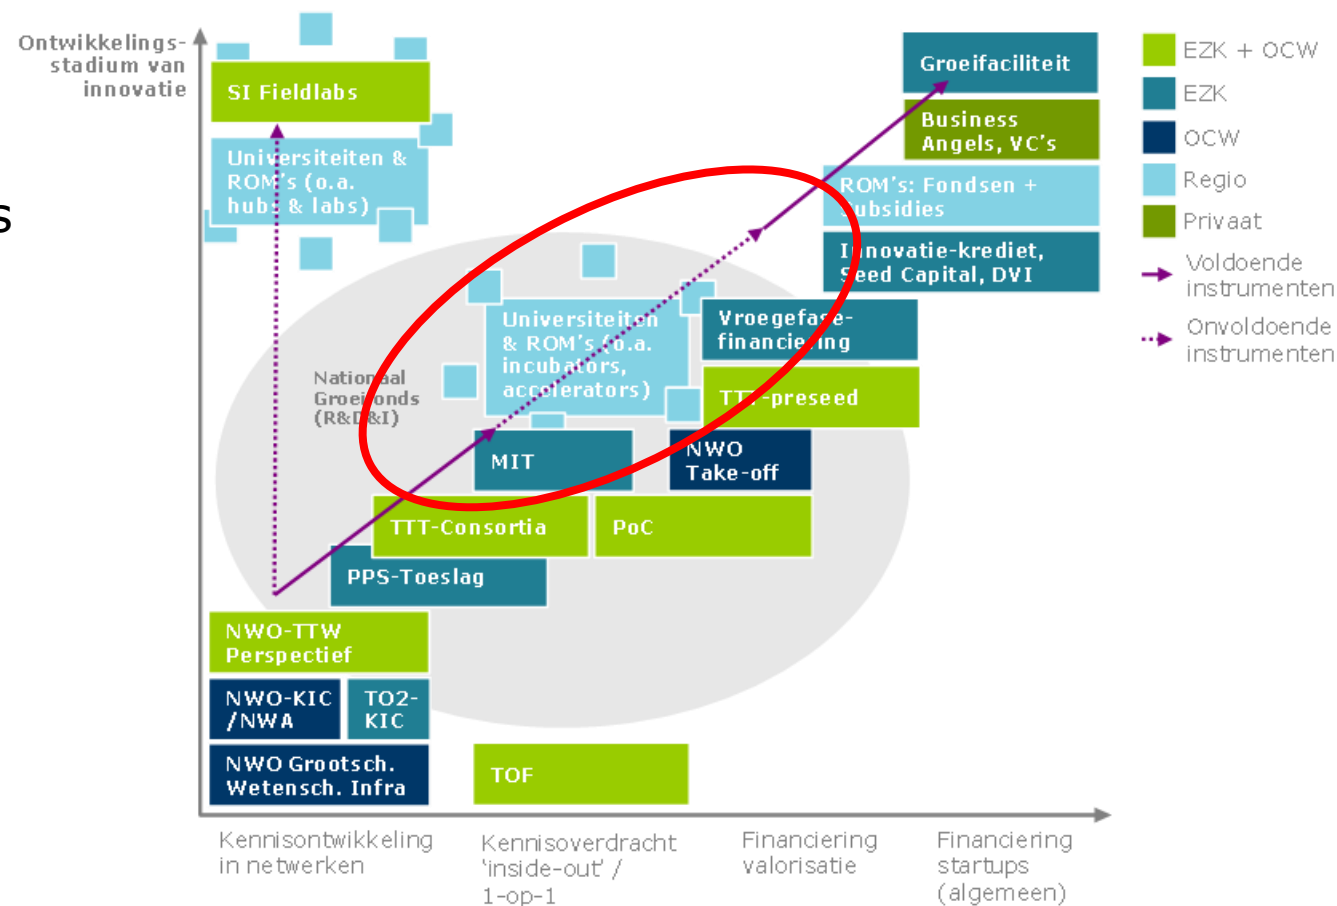 Ontwikkelings-
stadium van
innovatie
s
SI Fieldlabs
Universiteiten &
ROM's (o.a.
hubs & labs)
Nationaal
Groeifonds
(R&D&I)
Universiteiten
& ROM's (o.a.
incubators,
accelerators)
Groeifaciliteit
Business
Angels, VC's
ROM's: Fondsen +
Subsidies
Innovatie-krediet,
Seed Capital, DVI
Vroegefase-
financiering
TTT-preseed
MIT
NWO
Take-off
TTT-Consortia
PoC
PPS-Toeslag
NWO-TTW
Perspectief
NWO-KIC
/NWA
TO2-
KIC
NWO Grootsch.
Wetensch. Infra
TOF
Kennisontwikkeling
in netwerken
Kennisoverdracht
'inside-out' /
1-op-1
Financiering
valorisatie
Financiering
startups
(algemeen)
EZK + OCW
EZK
OCW
Regio
Privaat
Voldoende
instrumenten
Onvoldoende
instrumenten